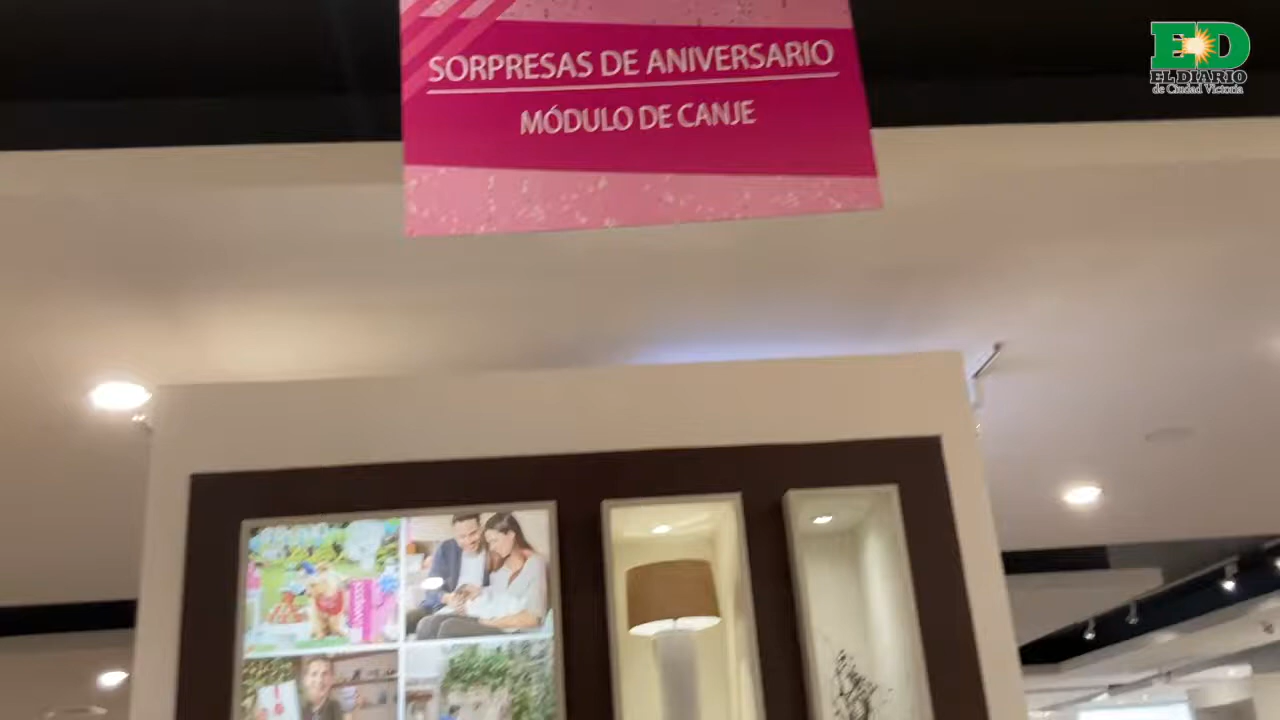 SORPRESAS DE ANIVERSARIO
MÓDULO DE CANJE
ED
EL DIARIO
de Ciudad Victoria